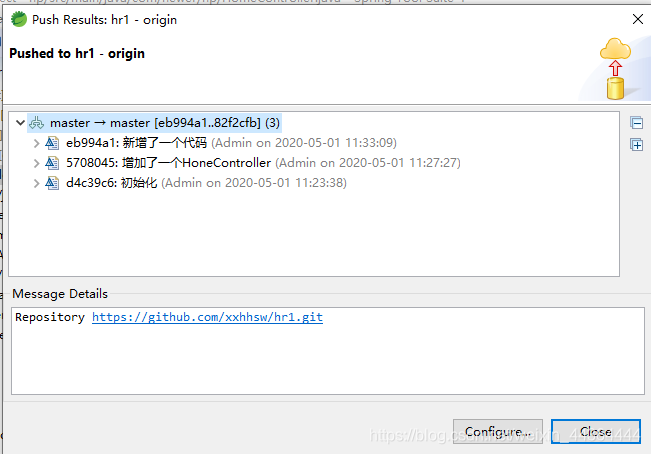 Push Results: hr1 - origin
Pushed to hr1 - origin
master → master [eb994a1..82f2cfb] (3)
eb994a1: 新增了一个代码 (Admin on 2020-05-01 11:33:09)
5708045: 增加了一个HoneController (Admin on 2020-05-01 11:27:27)
d4c39c6: 初始化 (Admin on 2020-05-01 11:23:38)
Message Details
Repository https://github.com/xxhhsw/hr1.git
Configure... Close